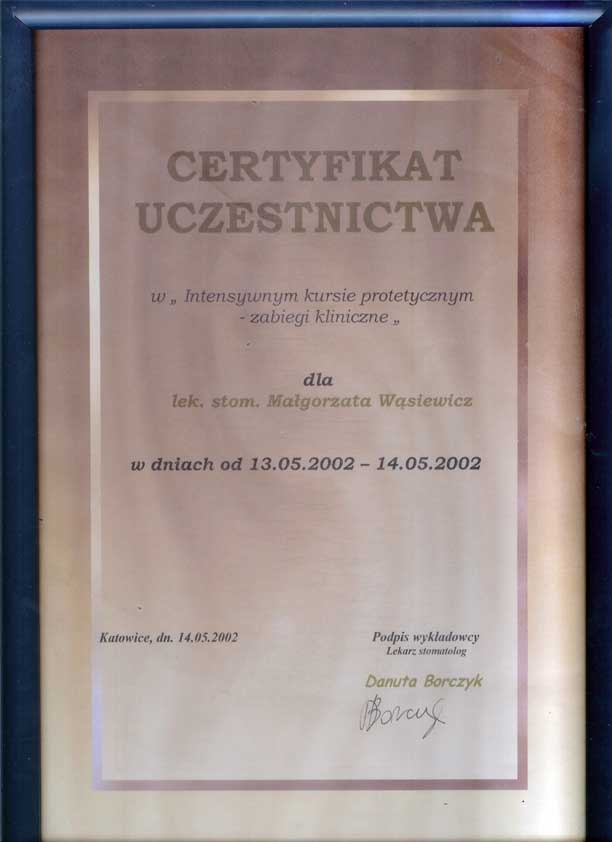 CERTYFIKAT
UCZESTNICTWA
w „ Intensywnym kursie protetycznym
- zabiegi kliniczne „
dla
lek. stom. Małgorzata Wąsiewicz
w dniach od 13.05.2002 – 14.05.2002
Katowice, dn. 14.05.2002
Podpis wykładowcy
Lekarz stomatolog
Danuta Borczyk